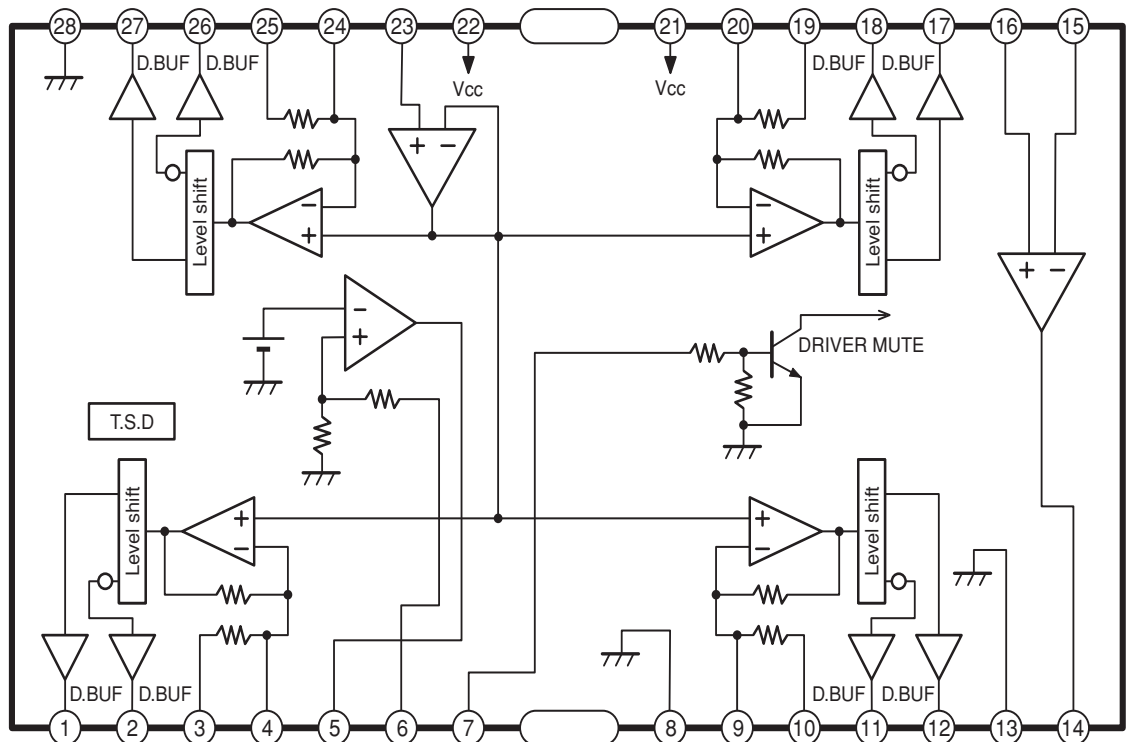 28 27 26 25 24 23 22 21 20 19 18 17 16 15
D.BUF D.BUF D.BUF D.BUF
Vcc Vcc
+ − + −
Level shift Level shift
− −
+ +
+ −
−
+
DRIVER MUTE
T.S.D
Level shift Level shift
+ +
− −
D.BUF D.BUF D.BUF D.BUF
1 2 3 4 5 6 7 8 9 10 11 12 13 14